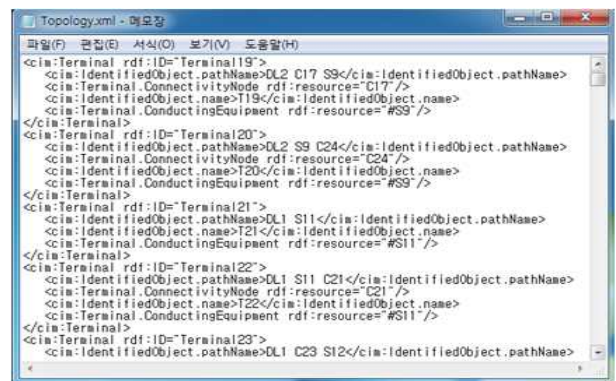 Topology.xml - 메모장
파일(F) 편집(E) 서식(O) 보기(V) 도움말(H)
<cim:Terminal rdf:ID="Terminal19">
<cim:IdentifiedObject.pathName>DL2 C17 S9</cim:IdentifiedObject.pathName>
<cim:Terminal.ConnectivityNode rdf:resource="C17"/>
<cim:IdentifiedObject.name>T19</cim:IdentifiedObject.name>
<cim:Terminal.ConductingEquipment rdf:resource="#S9"/>
</cim:Terminal>
<cim:Terminal rdf:ID="Terminal20">
<cim:IdentifiedObject.pathName>DL2 S9 C24</cim:IdentifiedObject.pathName>
<cim:Terminal.ConnectivityNode rdf:resource="C24"/>
<cim:IdentifiedObject.name>T20</cim:IdentifiedObject.name>
<cim:Terminal.ConductingEquipment rdf:resource="#S9"/>
</cim:Terminal>
<cim:Terminal rdf:ID="Terminal21">
<cim:IdentifiedObject.pathName>DL1 S11</cim:IdentifiedObject.pathName>
<cim:IdentifiedObject.name>T21</cim:IdentifiedObject.name>
<cim:Terminal.ConductingEquipment rdf:resource="#S11"/>
</cim:Terminal>
<cim:Terminal rdf:ID="Terminal22">
<cim:IdentifiedObject.pathName>DL1 S11 C21</cim:IdentifiedObject.pathName>
<cim:Terminal.ConnectivityNode rdf:resource="C21"/>
<cim:IdentifiedObject.name>T22</cim:IdentifiedObject.name>
<cim:Terminal.ConductingEquipment rdf:resource="#S11"/>
</cim:Terminal>
<cim:Terminal rdf:ID="Terminal23">
<cim:IdentifiedObject.pathName>DL1 C23 S12</cim:IdentifiedObject.pathName>